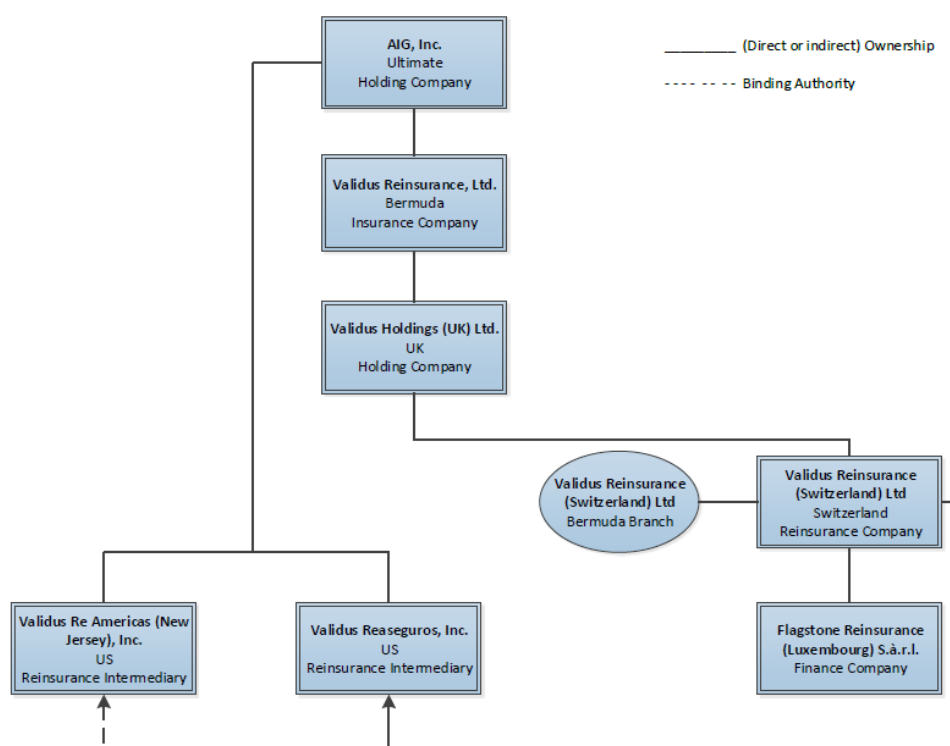 AIG, Inc.
Ultimate
Holding Company
_________ (Direct or indirect) Ownership
---- -- -- Binding Authority
Validus Reinsurance, Ltd.
Bermuda
Insurance Company
Validus Holdings (UK) Ltd.
UK
Holding Company
Validus Reinsurance
(Switzerland) Ltd
Bermuda Branch
Validus Reinsurance
(Switzerland) Ltd
Switzerland
Reinsurance Company
Validus Re Americas (New
Jersey), Inc.
US
Reinsurance Intermediary
Validus Reaseguros, Inc.
US
Reinsurance Intermediary
Flagstone Reinsurance
(Luxembourg) S.à.r.l.
Finance Company